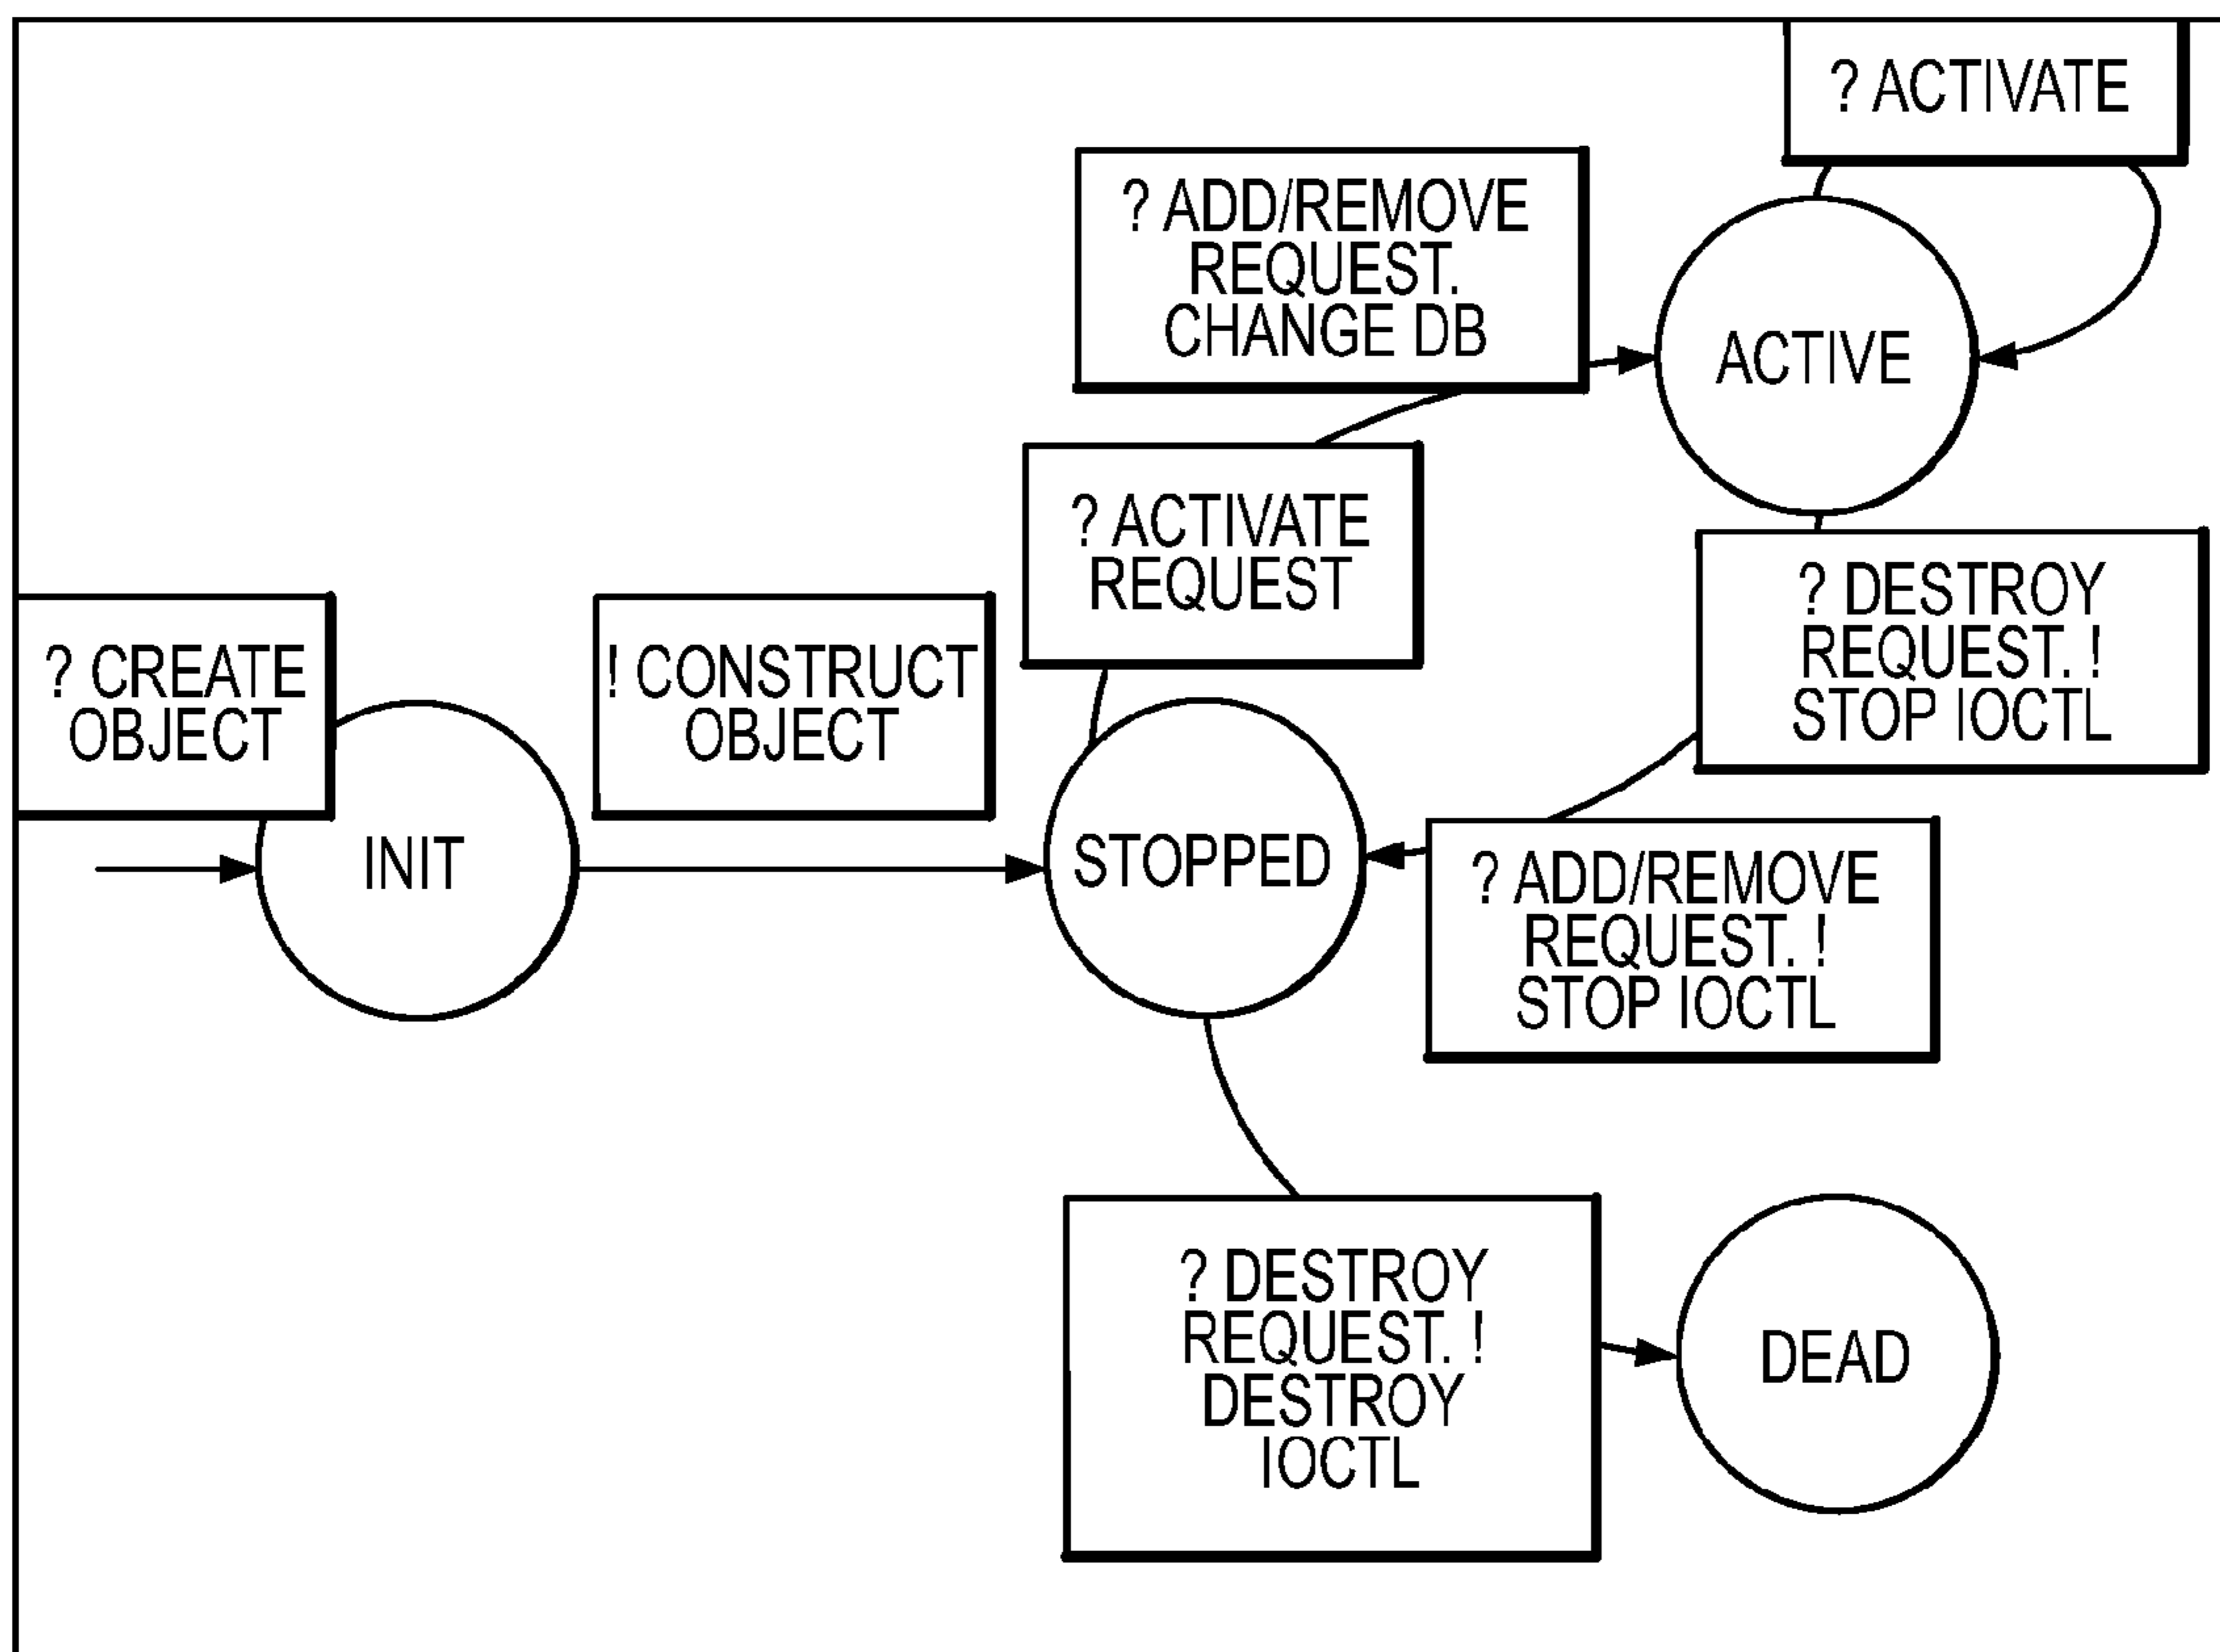 ? ACTIVATE
? ADD/REMOVE
REQUEST.
CHANGE DB
ACTIVE
? ACTIVATE
REQUEST
? DESTROY
REQUEST. !
STOP IOCTL
? CREATE
OBJECT
! CONSTRUCT
OBJECT
INIT
STOPPED
? ADD/REMOVE
REQUEST. !
STOP IOCTL
? DESTROY
REQUEST. !
DESTROY
IOCTL
DEAD